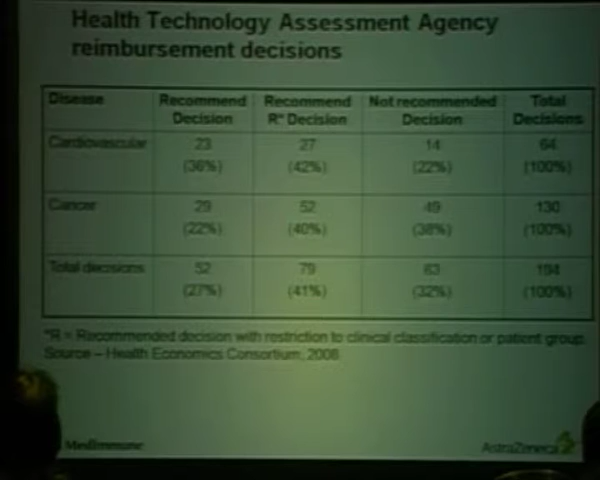 Health Technology Assessment Agency
reimbursement decisions
Disease Recommend Recommend Not recommended Total
Decision R* Decision Decision Decisions
Cardiovascular 23 27 14 64
(36%) (42%) (22%) (100%)
Cancer 29 52 49 130
(22%) (40%) (38%) (100%)
Total decisions 52 79 63 194
(27%) (41%) (32%) (100%)
*R = Recommended decision with restriction to clinical classification or patient group
Source – Health Economics Consortium, 2008
MedImmune AstraZeneca